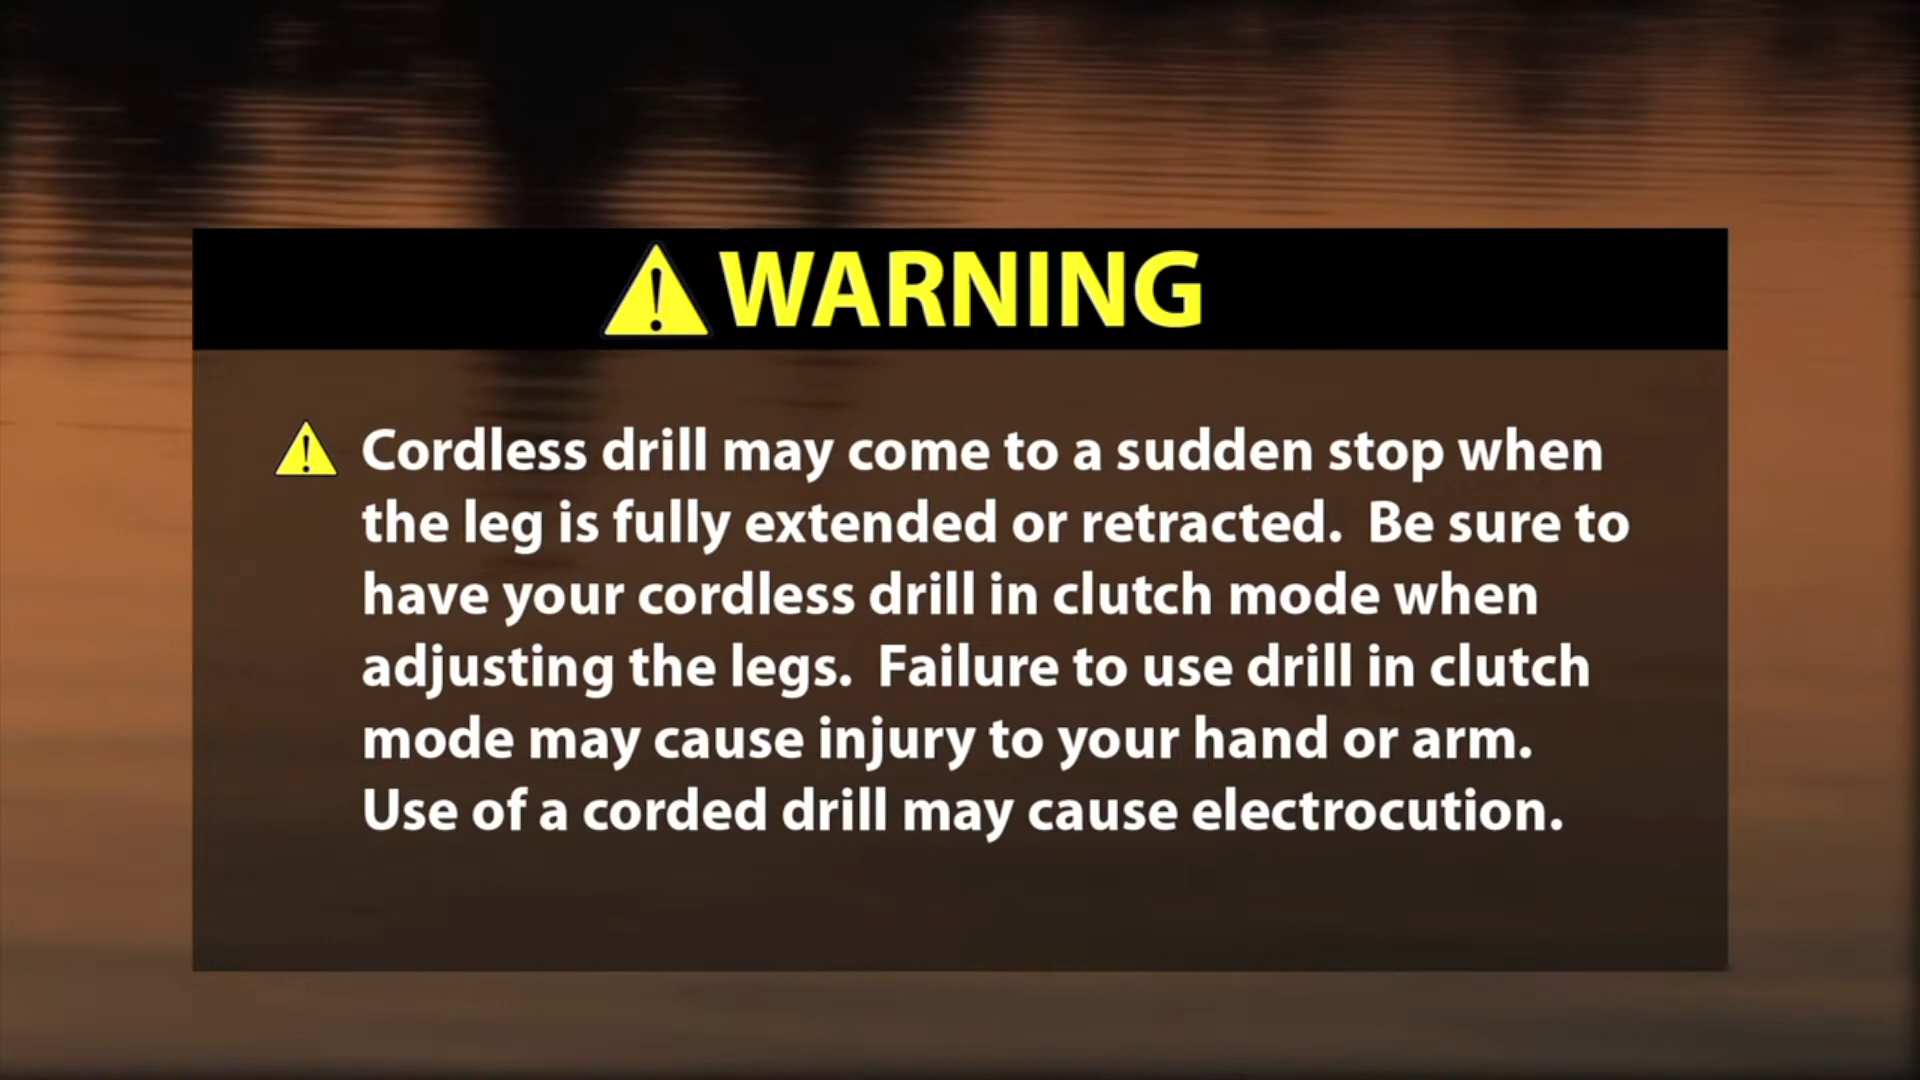 WARNING
Cordless drill may come to a sudden stop when
the leg is fully extended or retracted.  Be sure to
have your cordless drill in clutch mode when
adjusting the legs.  Failure to use drill in clutch
mode may cause injury to your hand or arm.
Use of a corded drill may cause electrocution.